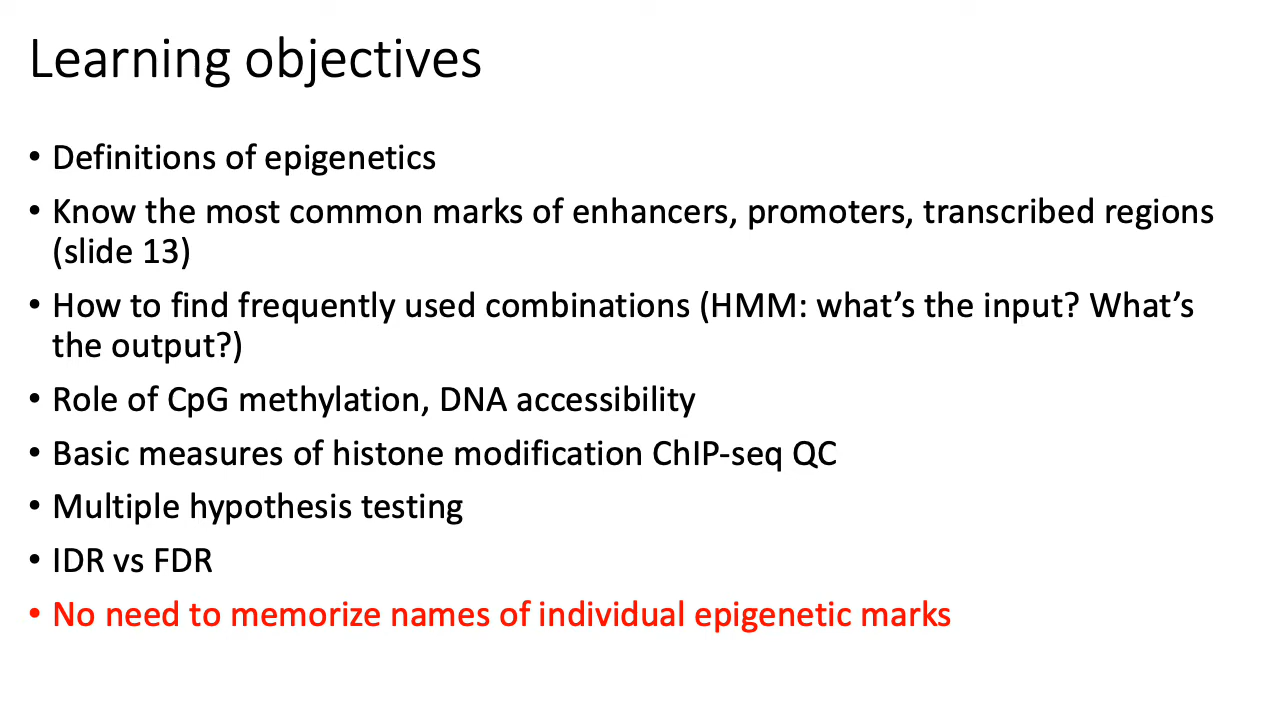 Learning objectives
• Definitions of epigenetics
• Know the most common marks of enhancers, promoters, transcribed regions
(slide 13)
• How to find frequently used combinations (HMM: what’s the input? What’s
the output?)
• Role of CpG methylation, DNA accessibility
• Basic measures of histone modification ChIP-seq QC
• Multiple hypothesis testing
• IDR vs FDR
• No need to memorize names of individual epigenetic marks